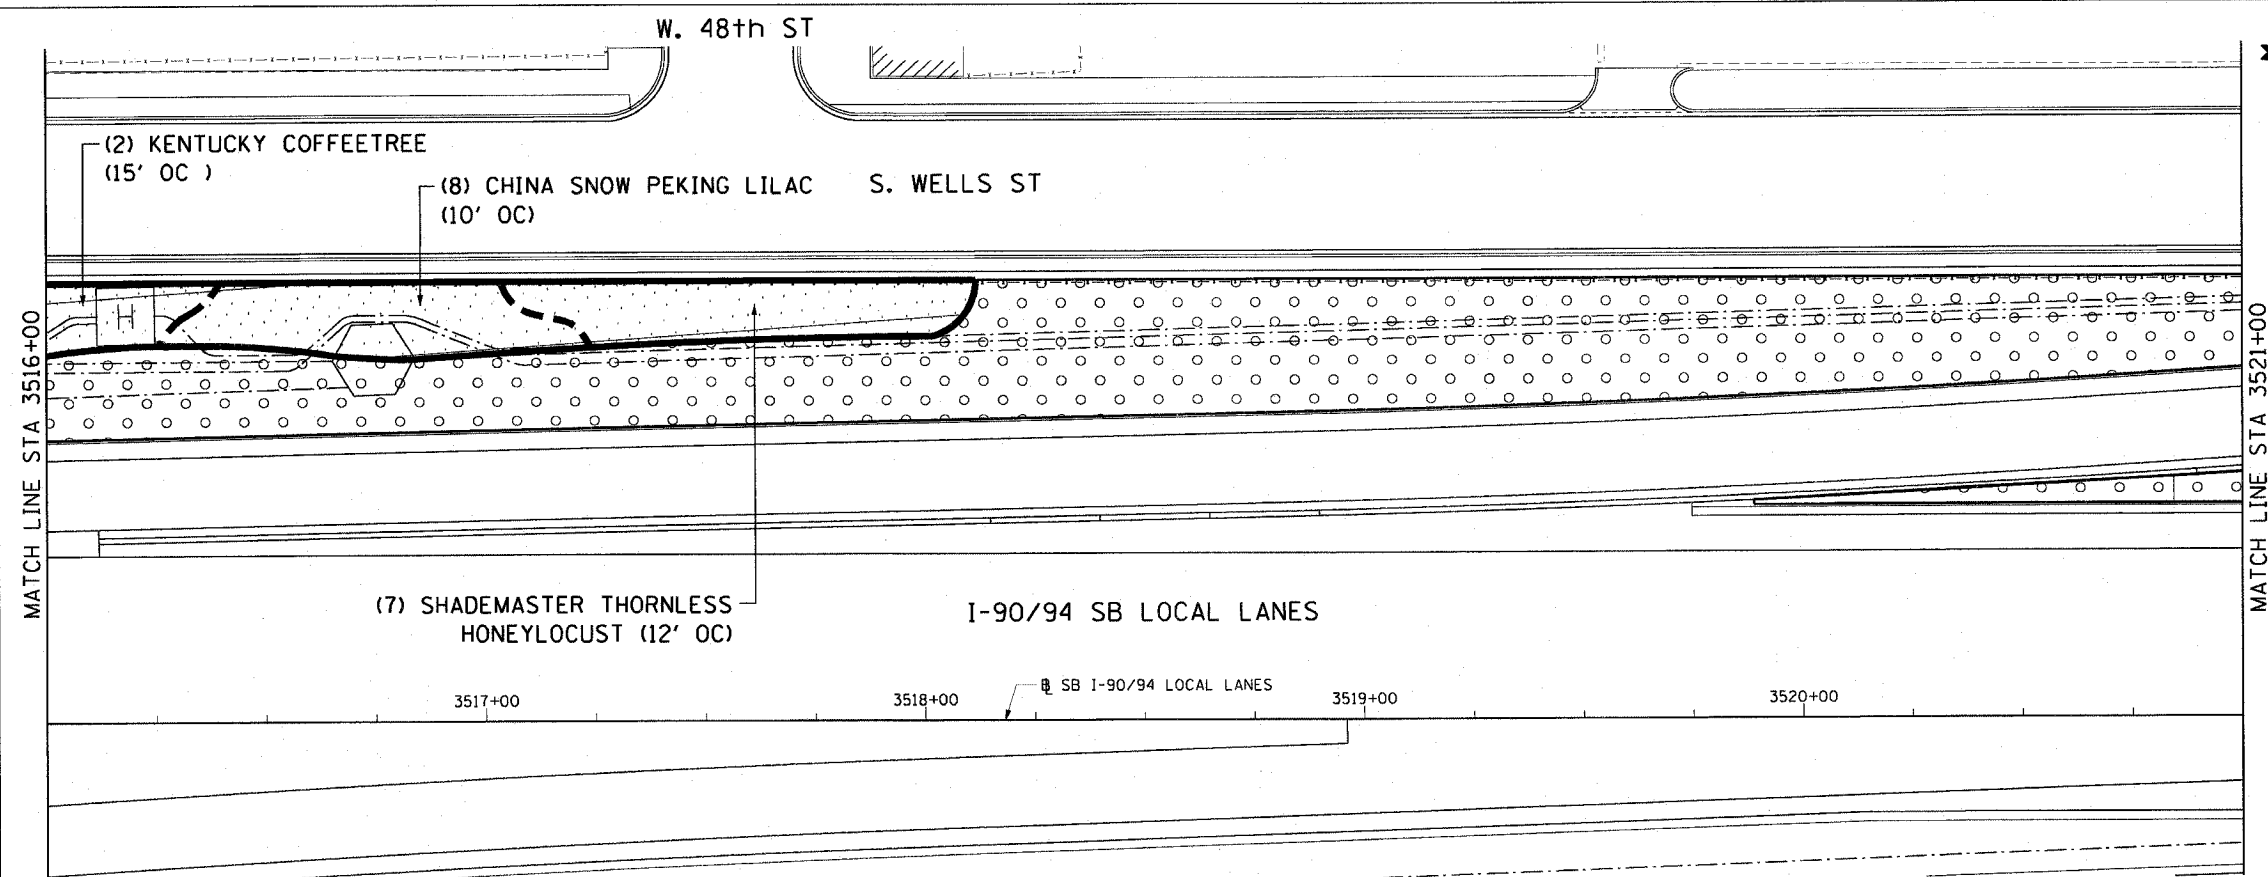 W. 48th ST
(2) KENTUCKY COFFEETREE
(15' OC )
(8) CHINA SNOW PEKING LILAC
(10' OC)
S. WELLS ST
H
MATCH LINE STA 3516+00
MATCH LINE STA 3521+00
(7) SHADEMASTER THORNLESS
HONEYLOCUST (12' OC)
I-90/94 SB LOCAL LANES
℄ SB I-90/94 LOCAL LANES
3517+00
3518+00
3519+00
3520+00